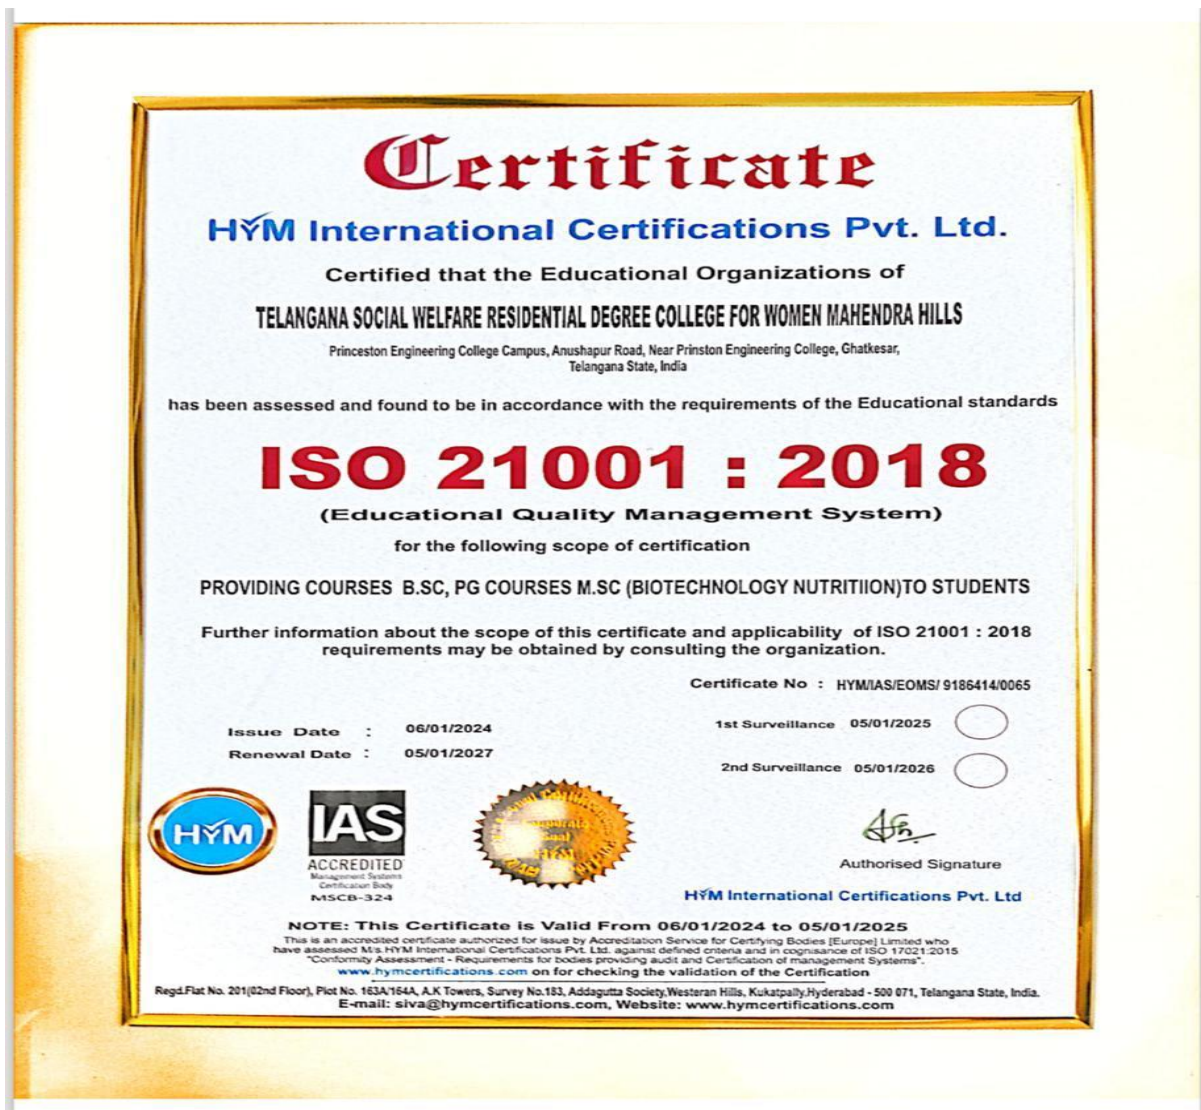 Certificate
HYM International Certifications Pvt. Ltd.
Certified that the Educational Organizations of
TELANGANA SOCIAL WELFARE RESIDENTIAL DEGREE COLLEGE FOR WOMEN MAHENDRA HILLS
Princeston Engineering College Campus, Anushapur Road, Near Prinston Engineering College, Ghatkesar,
Telangana State, India
has been assessed and found to be in accordance with the requirements of the Educational standards
ISO 21001 : 2018
(Educational Quality Management System)
for the following scope of certification
PROVIDING COURSES B.SC, PG COURSES M.SC (BIOTECHNOLOGY NUTRITIION)TO STUDENTS
Further information about the scope of this certificate and applicability of ISO 21001 : 2018
requirements may be obtained by consulting the organization.
Certificate No : HYM/IAS/EOMS/ 9186414/0065
Issue Date : 06/01/2024
Renewal Date : 05/01/2027
1st Surveillance 05/01/2025
2nd Surveillance 05/01/2026
HYM
IAS
ACCREDITED
Management Systems
Certification Body
MSCB-324
Corporate
Seal
HYM
Authorised Signature
HYM International Certifications Pvt. Ltd
NOTE: This Certificate is Valid From 06/01/2024 to 05/01/2025
This is an accredited certificate authorized for issue by Accreditation Service for Certifying Bodies [Europe] Limited who
have assessed M/s.HYM International Certifications Pvt. Ltd. against defined criteria and in cognisance of ISO 17021:2015
"Conformity Assessment - Requirements for bodies providing audit and Certification of management Systems".
www.hymcertifications.com on for checking the validation of the Certification
Regd.Flat No. 201(02nd Floor), Plot No. 163A/164A, A.K Towers, Survey No.183, Addagutta Society,Westeran Hills, Kukatpally,Hyderabad - 500 071, Telangana State, India.
E-mail: siva@hymcertifications.com, Website: www.hymcertifications.com